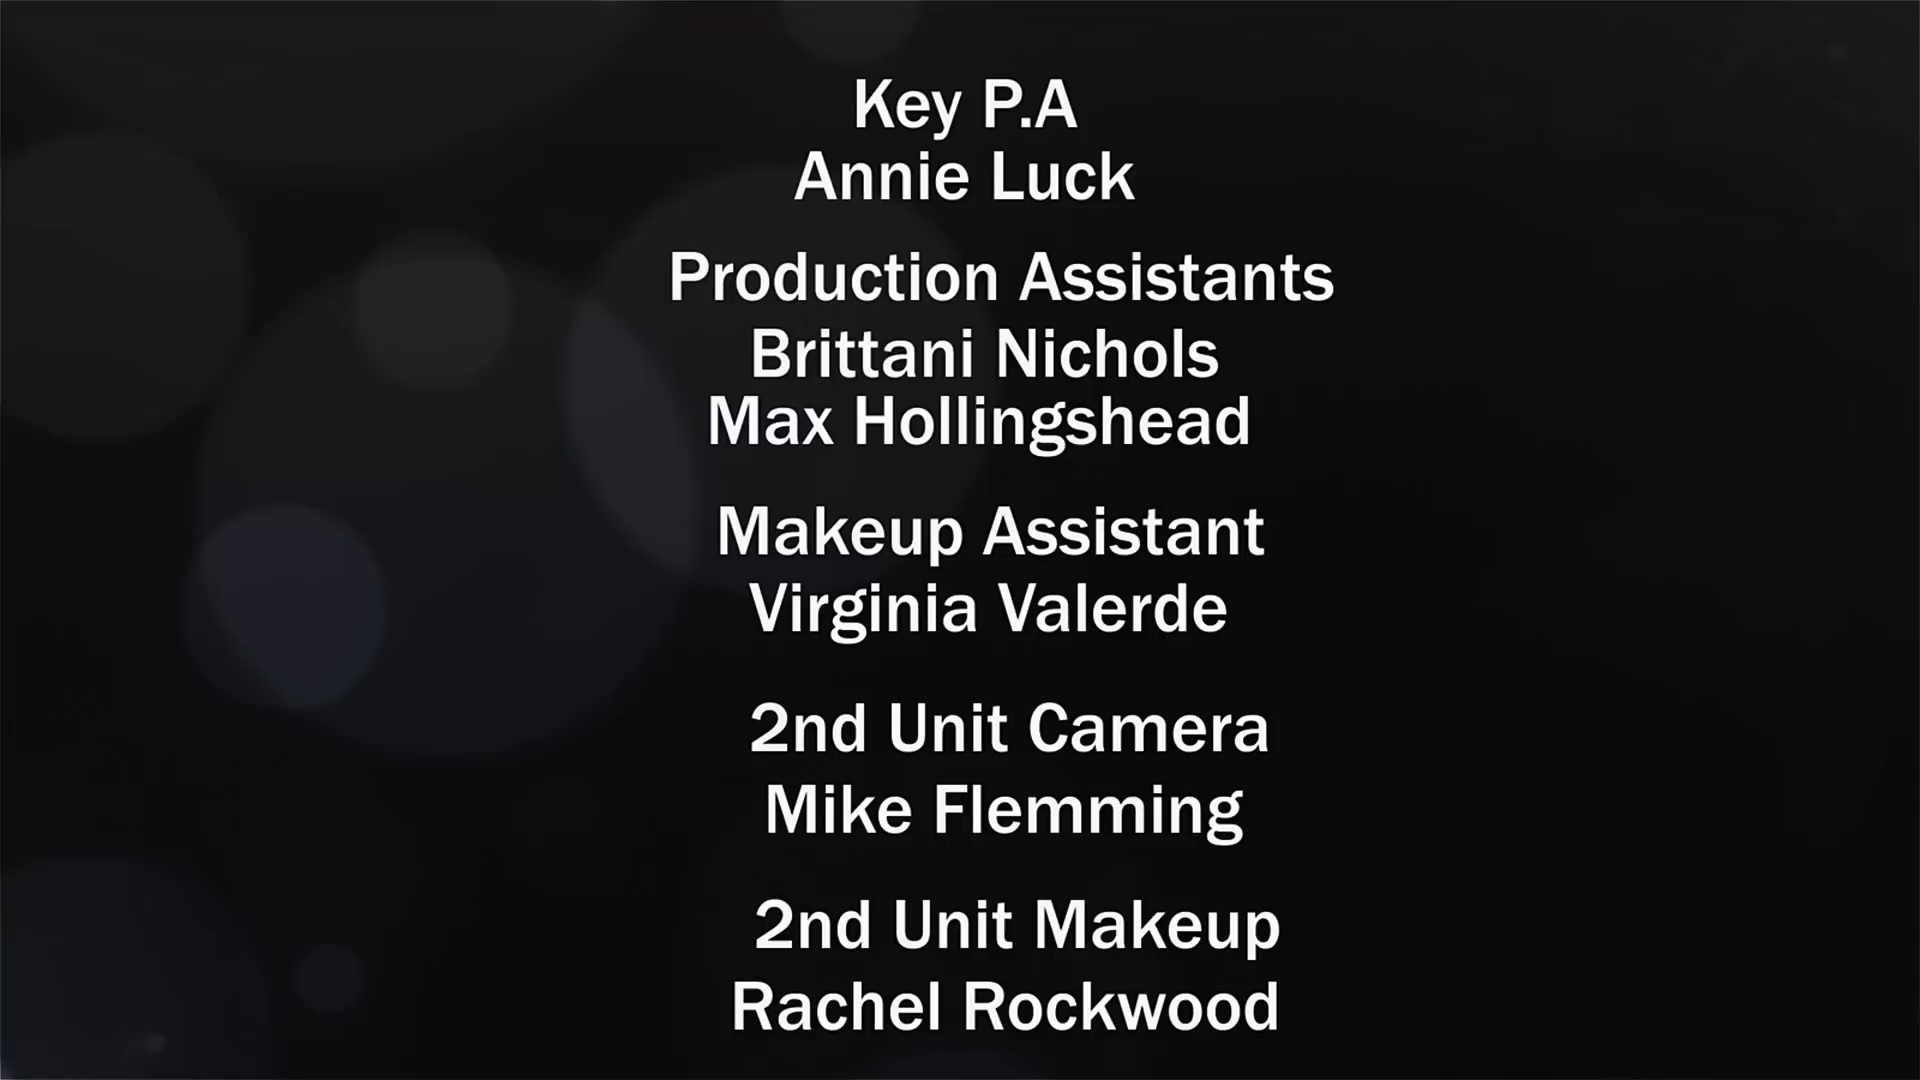 Key P.A
Annie Luck
Production Assistants
Brittani Nichols
Max Hollingshead
Makeup Assistant
Virginia Valerde
2nd Unit Camera
Mike Flemming
2nd Unit Makeup
Rachel Rockwood